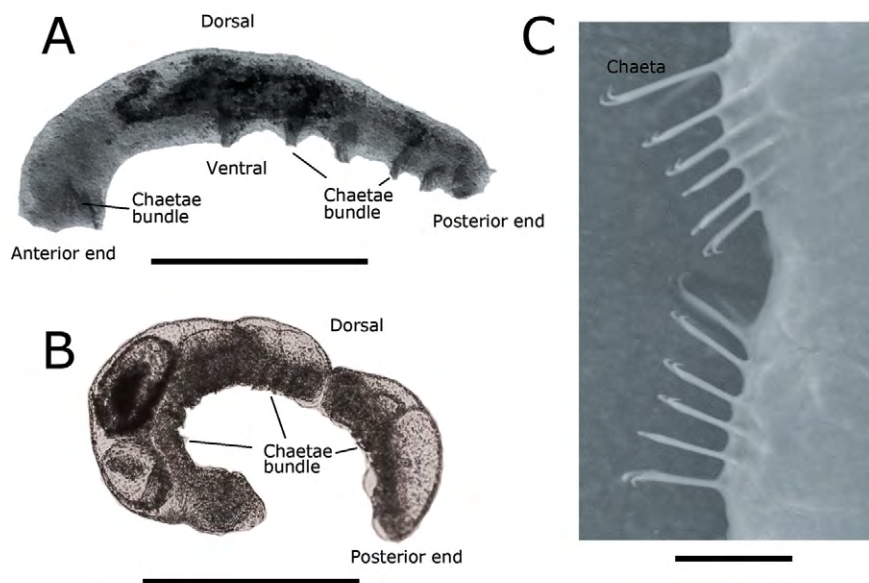 A
Dorsal
Ventral
Chaetae
bundle
Chaetae
bundle
Posterior end
Anterior end
B
Dorsal
Chaetae
bundle
Posterior end
C
Chaeta